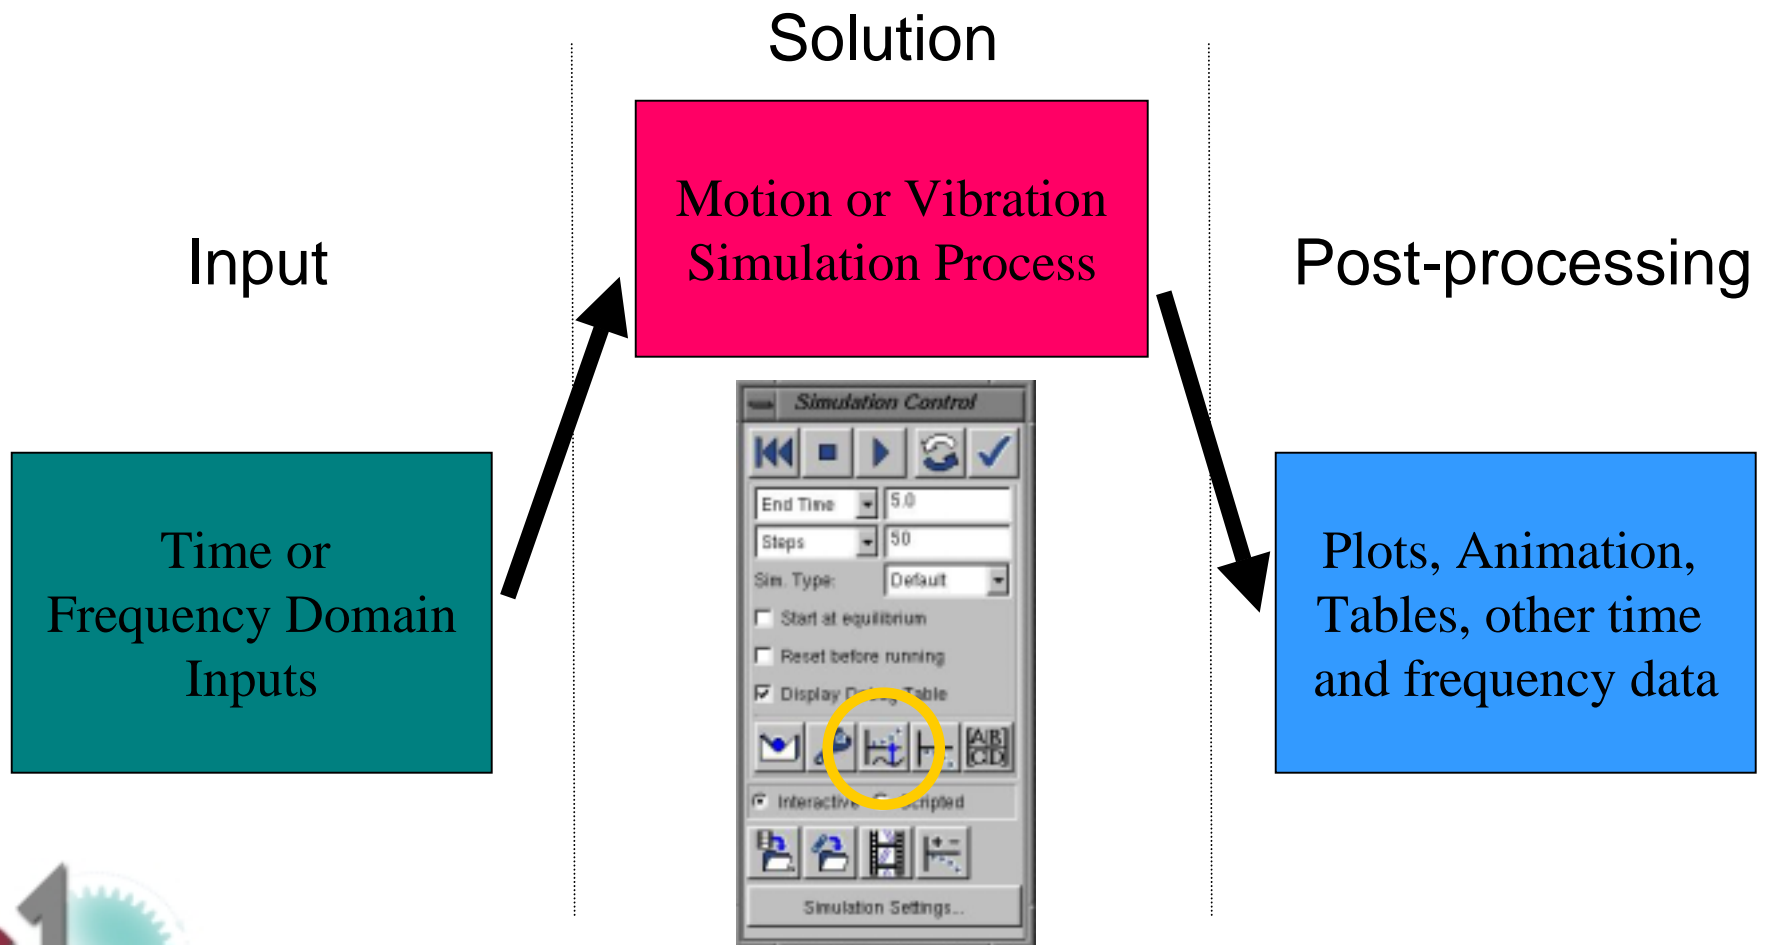 Solution
Input
Post-processing
Motion or Vibration
Simulation Process
Time or
Frequency Domain
Inputs
Plots, Animation,
Tables, other time
and frequency data
Simulation Control
End Time 5.0
Steps 50
Sim. Type: Default
Start at equilibrium
Reset before running
Display Table
Interactive Scripted
A B
C D
Simulation Settings...
1